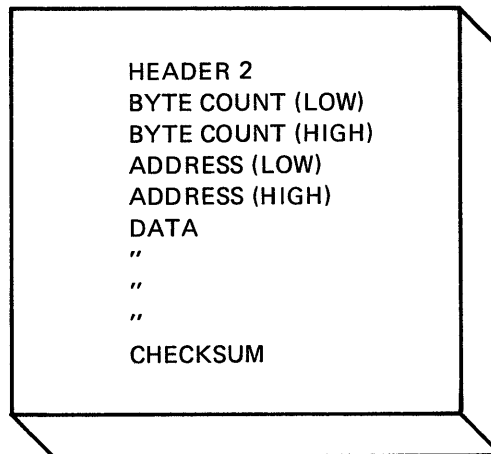 HEADER 2
BYTE COUNT (LOW)
BYTE COUNT (HIGH)
ADDRESS (LOW)
ADDRESS (HIGH)
DATA
"
"
"
CHECKSUM